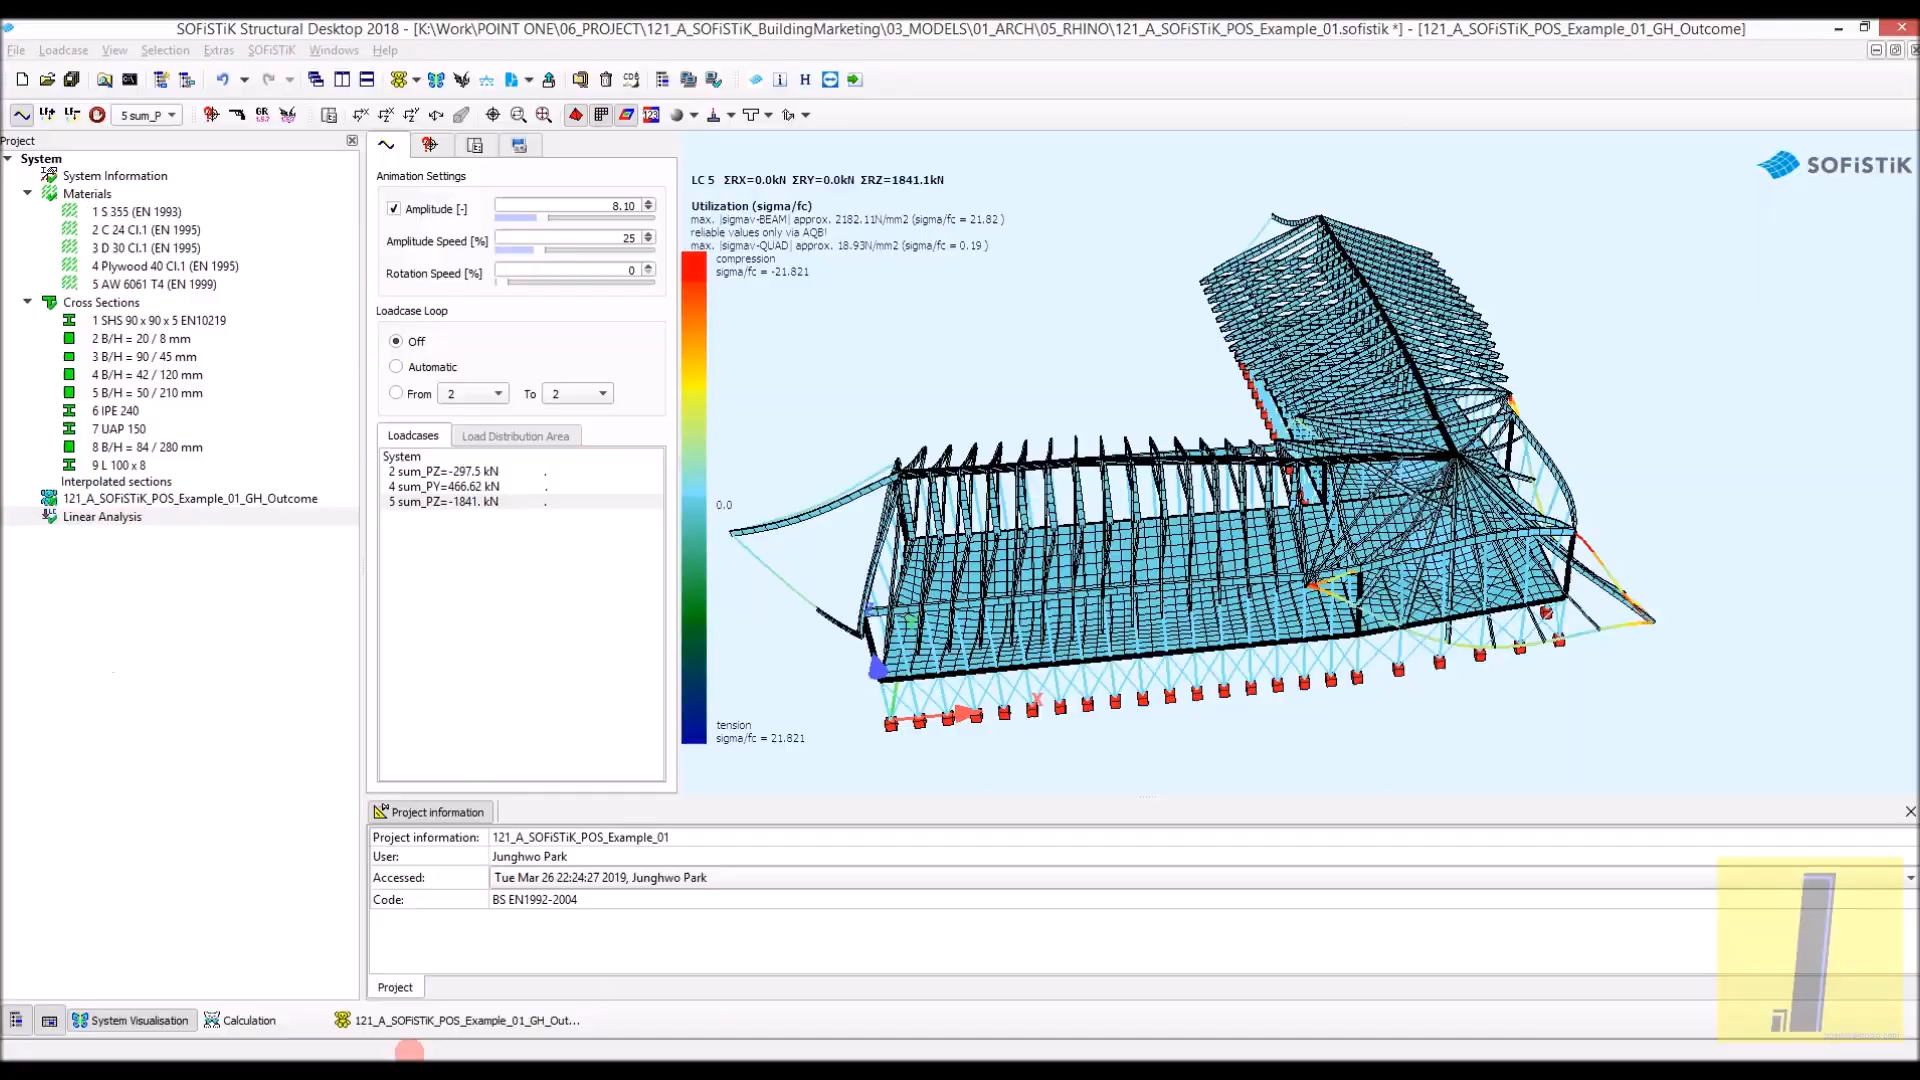 SOFiSTiK Structural Desktop 2018 - [K:\Work\POINT ONE\06_PROJECT\121_A_SOFiSTiK_BuildingMarketing\03_MODELS\01_ARCH\05_RHINO\121_A_SOFiSTiK_POS_Example_01.sofistik *] - [121_A_SOFiSTiK_POS_Example_01_GH_Outcome]
File Loadcase View Selection Extras SOFiSTiK Windows Help
5 sum_P
Project
System
System Information
Materials
1 S 355 (EN 1993)
2 C 24 Cl.1 (EN 1995)
3 D 30 Cl.1 (EN 1995)
4 Plywood 40 Cl.1 (EN 1995)
5 AW 6061 T4 (EN 1999)
Cross Sections
1 SHS 90 x 90 x 5 EN10219
2 B/H = 20 / 8 mm
3 B/H = 90 / 45 mm
4 B/H = 42 / 120 mm
5 B/H = 50 / 210 mm
6 IPE 240
7 UAP 150
8 B/H = 84 / 280 mm
9 L 100 x 8
Interpolated sections
121_A_SOFiSTiK_POS_Example_01_GH_Outcome
Linear Analysis
Animation Settings
Amplitude [-] 8.10
Amplitude Speed [%] 25
Rotation Speed [%] 0
Loadcase Loop
Off
Automatic
From 2 To 2
Loadcases Load Distribution Area
System
2 sum_PZ=-297.5 kN .
4 sum_PY=466.62 kN .
5 sum_PZ=-1841. kN .
LC 5 ΣRX=0.0kN ΣRY=0.0kN ΣRZ=1841.1kN
Utilization (sigma/fc)
max. |sigmav-BEAM| approx. 2182.11N/mm2 (sigma/fc = 21.82 )
reliable values only via AQB!
max. |sigmav-QUAD| approx. 18.93N/mm2 (sigma/fc = 0.19 )
compression
sigma/fc = -21.821
0.0
tension
sigma/fc = 21.821
X
SOFiSTiK
Project information
Project information: 121_A_SOFiSTiK_POS_Example_01
User: Junghwo Park
Accessed: Tue Mar 26 22:24:27 2019, Junghwo Park
Code: BS EN1992-2004
Project
System Visualisation Calculation 121_A_SOFiSTiK_POS_Example_01_GH_Out...